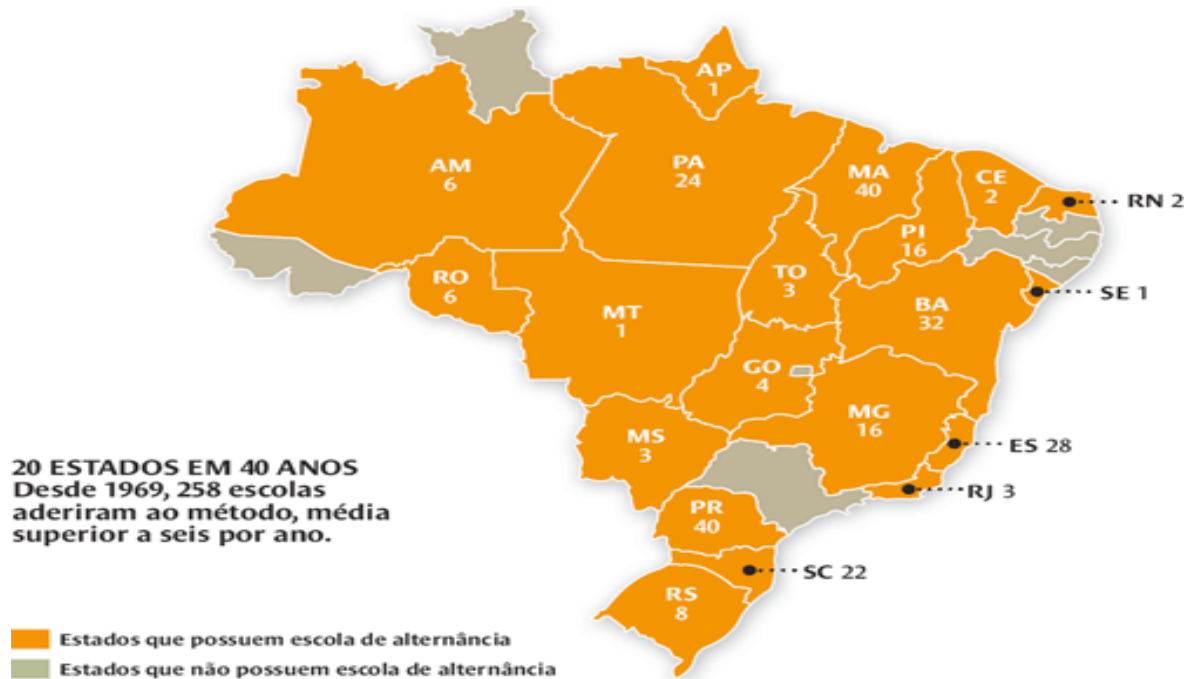 AP
1
AM
6
PA
24
MA
40
CE
2
RN 2
PI
16
RO
6
TO
3
SE 1
BA
32
MT
1
GO
4
MG
16
MS
3
ES 28
RJ 3
PR
40
SC 22
RS
8
20 ESTADOS EM 40 ANOS
Desde 1969, 258 escolas
aderiram ao método, média
superior a seis por ano.
Estados que possuem escola de alternância
Estados que não possuem escola de alternância